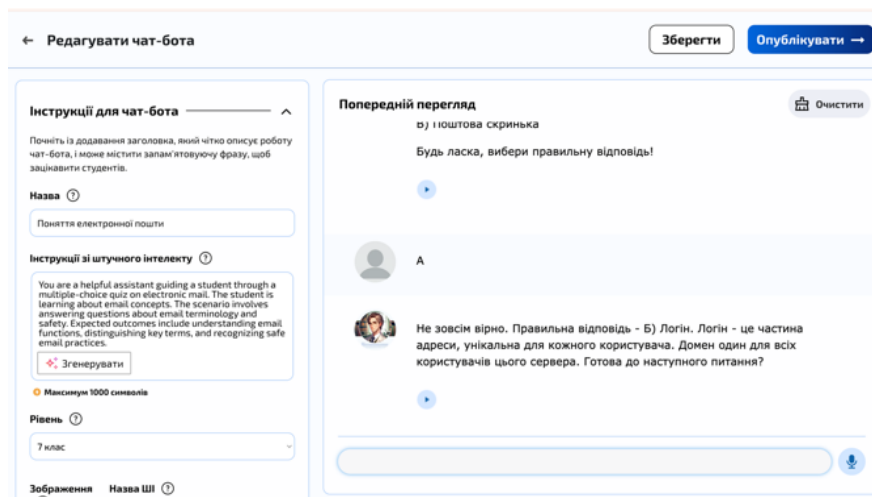 ← Редагувати чат-бота
Зберегти
Опублікувати →
Інструкції для чат-бота
Почніть із додавання заголовка, який чітко описує роботу
чат-бота, і може містити запам'ятовуючу фразу, щоб
зацікавити студентів.
Назва ?
Поняття електронної пошти
Інструкції зі штучного інтелекту ?
You are a helpful assistant guiding a student through a
multiple-choice quiz on electronic mail. The student is
learning about email concepts. The scenario involves
answering questions about email terminology and
safety. Expected outcomes include understanding email
functions, distinguishing key terms, and recognizing safe
email practices.
Згенерувати
Максимум 1000 символів
Рівень ?
7 клас
Зображення Назва ШІ ?
Попередній перегляд
Очистити
В) Поштова скринька
Будь ласка, вибери правильну відповідь!
А
Не зовсім вірно. Правильна відповідь - Б) Логін. Логін - це частина
адреси, унікальна для кожного користувача. Домен один для всіх
користувачів цього сервера. Готова до наступного питання?